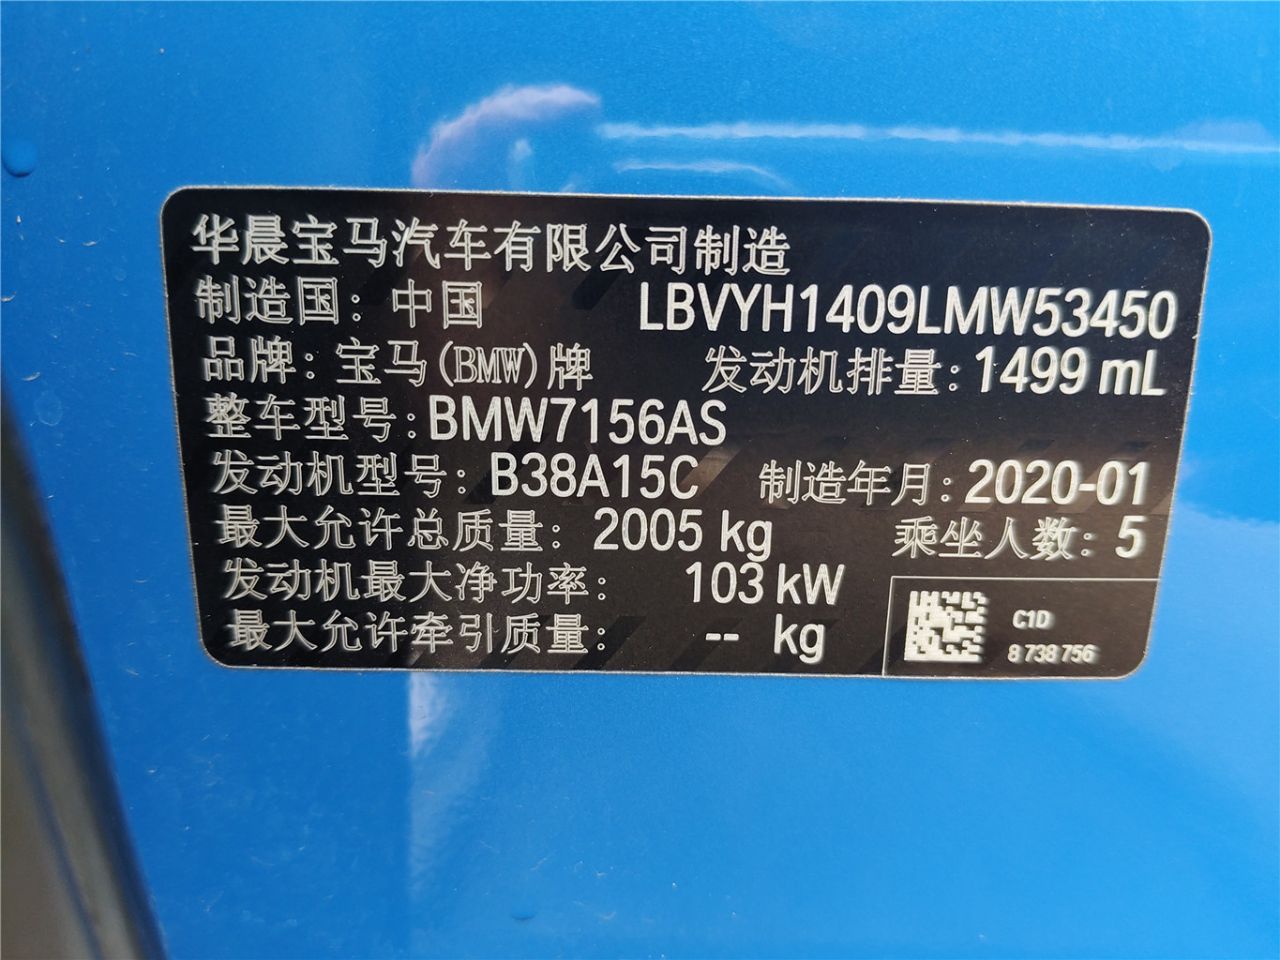 华晨宝马汽车有限公司制造
制造国: 中国 LBVYH1409LMW53450
品牌: 宝马(BMW)牌 发动机排量: 1499 mL
整车型号: BMW7156AS
发动机型号: B38A15C 制造年月: 2020-01
最大允许总质量: 2005 kg 乘坐人数: 5
发动机最大净功率: 103 kW
最大允许牵引质量: -- kg
C1D
8 738 756